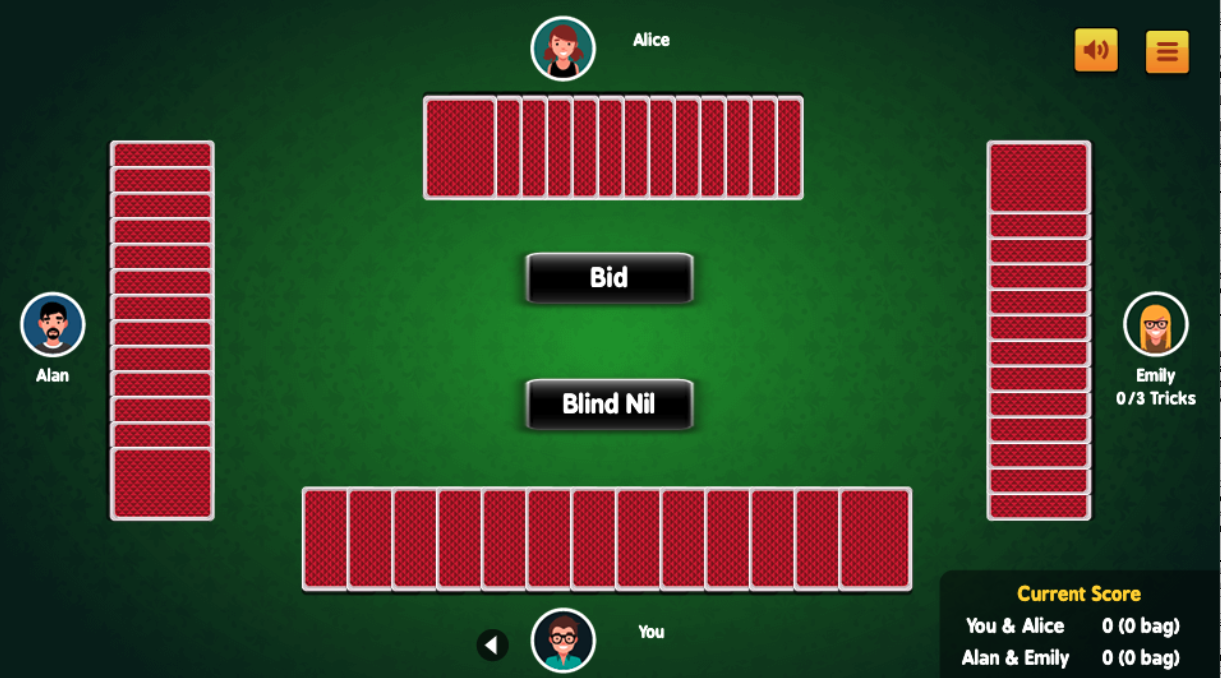 Alice
Bid
Blind Nil
Alan
Emily
0/3 Tricks
You
Current Score
You & Alice 0 (0 bag)
Alan & Emily 0 (0 bag)